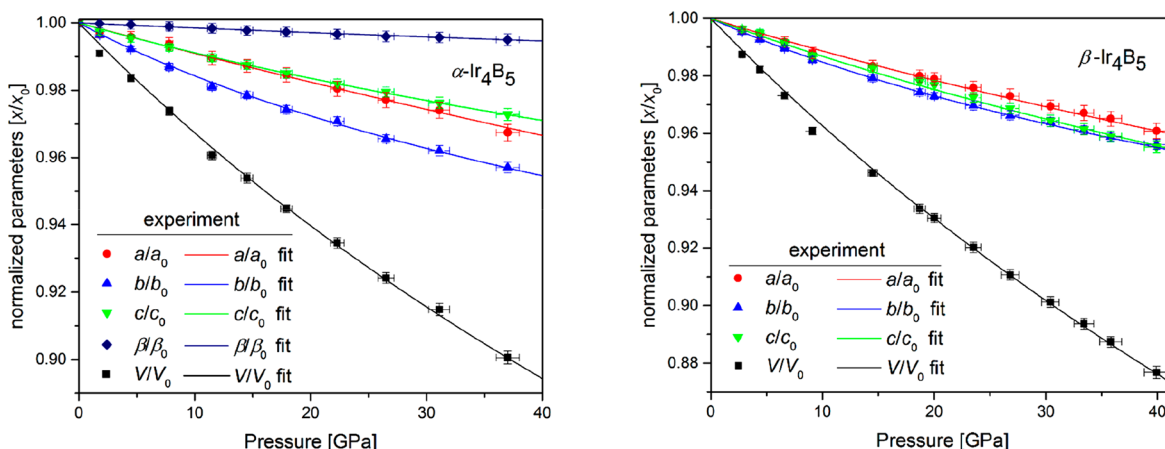 normalized parameters [x/x₀]
1.00
0.98
0.96
0.94
0.92
0.90
α-Ir₄B₅
experiment
a/a₀ a/a₀ fit
b/b₀ b/b₀ fit
c/c₀ c/c₀ fit
β/β₀ β/β₀ fit
V/V₀ V/V₀ fit
0 10 20 30 40
Pressure [GPa]
normalized parameters [x/x₀]
1.00
0.98
0.96
0.94
0.92
0.90
0.88
β-Ir₄B₅
experiment
a/a₀ a/a₀ fit
b/b₀ b/b₀ fit
c/c₀ c/c₀ fit
V/V₀ V/V₀ fit
0 10 20 30 40
Pressure [GPa]